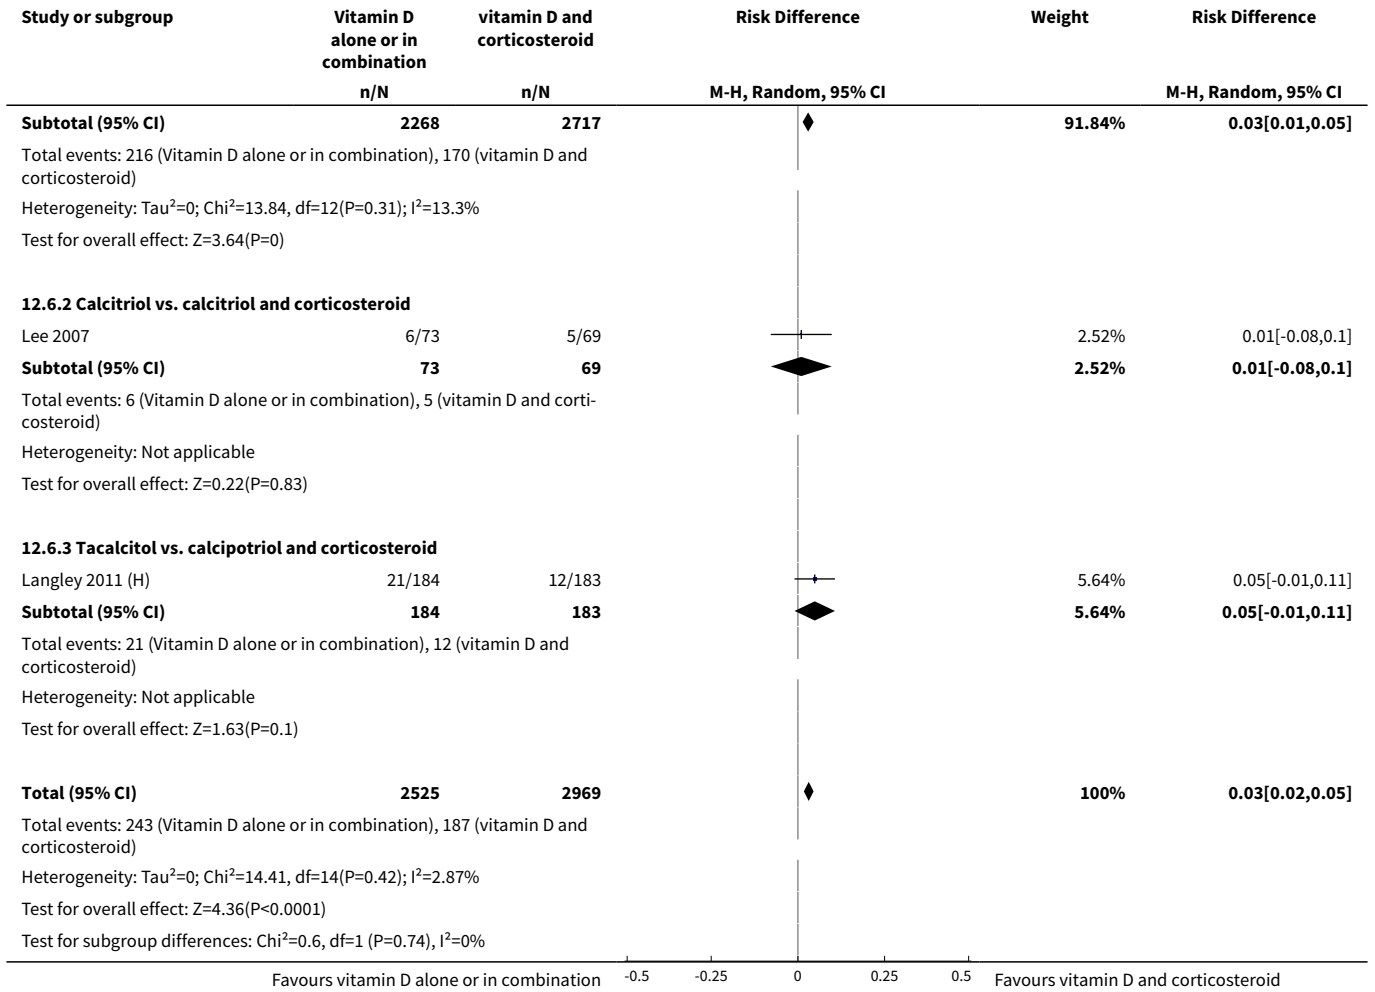 Study or subgroup Vitamin D alone or in combination vitamin D and corticosteroid Risk Difference Weight Risk Difference
n/N n/N M-H, Random, 95% CI M-H, Random, 95% CI
Subtotal (95% CI) 2268 2717 91.84% 0.03[0.01,0.05]
Total events: 216 (Vitamin D alone or in combination), 170 (vitamin D and
corticosteroid)
Heterogeneity: Tau²=0; Chi²=13.84, df=12(P=0.31); I²=13.3%
Test for overall effect: Z=3.64(P=0)
12.6.2 Calcitriol vs. calcitriol and corticosteroid
Lee 2007 6/73 5/69 2.52% 0.01[-0.08,0.1]
Subtotal (95% CI) 73 69 2.52% 0.01[-0.08,0.1]
Total events: 6 (Vitamin D alone or in combination), 5 (vitamin D and corti-
costeroid)
Heterogeneity: Not applicable
Test for overall effect: Z=0.22(P=0.83)
12.6.3 Tacalcitol vs. calcipotriol and corticosteroid
Langley 2011 (H) 21/184 12/183 5.64% 0.05[-0.01,0.11]
Subtotal (95% CI) 184 183 5.64% 0.05[-0.01,0.11]
Total events: 21 (Vitamin D alone or in combination), 12 (vitamin D and
corticosteroid)
Heterogeneity: Not applicable
Test for overall effect: Z=1.63(P=0.1)
Total (95% CI) 2525 2969 100% 0.03[0.02,0.05]
Total events: 243 (Vitamin D alone or in combination), 187 (vitamin D and
corticosteroid)
Heterogeneity: Tau²=0; Chi²=14.41, df=14(P=0.42); I²=2.87%
Test for overall effect: Z=4.36(P<0.0001)
Test for subgroup differences: Chi²=0.6, df=1 (P=0.74), I²=0%
Favours vitamin D alone or in combination -0.5 -0.25 0 0.25 0.5 Favours vitamin D and corticosteroid